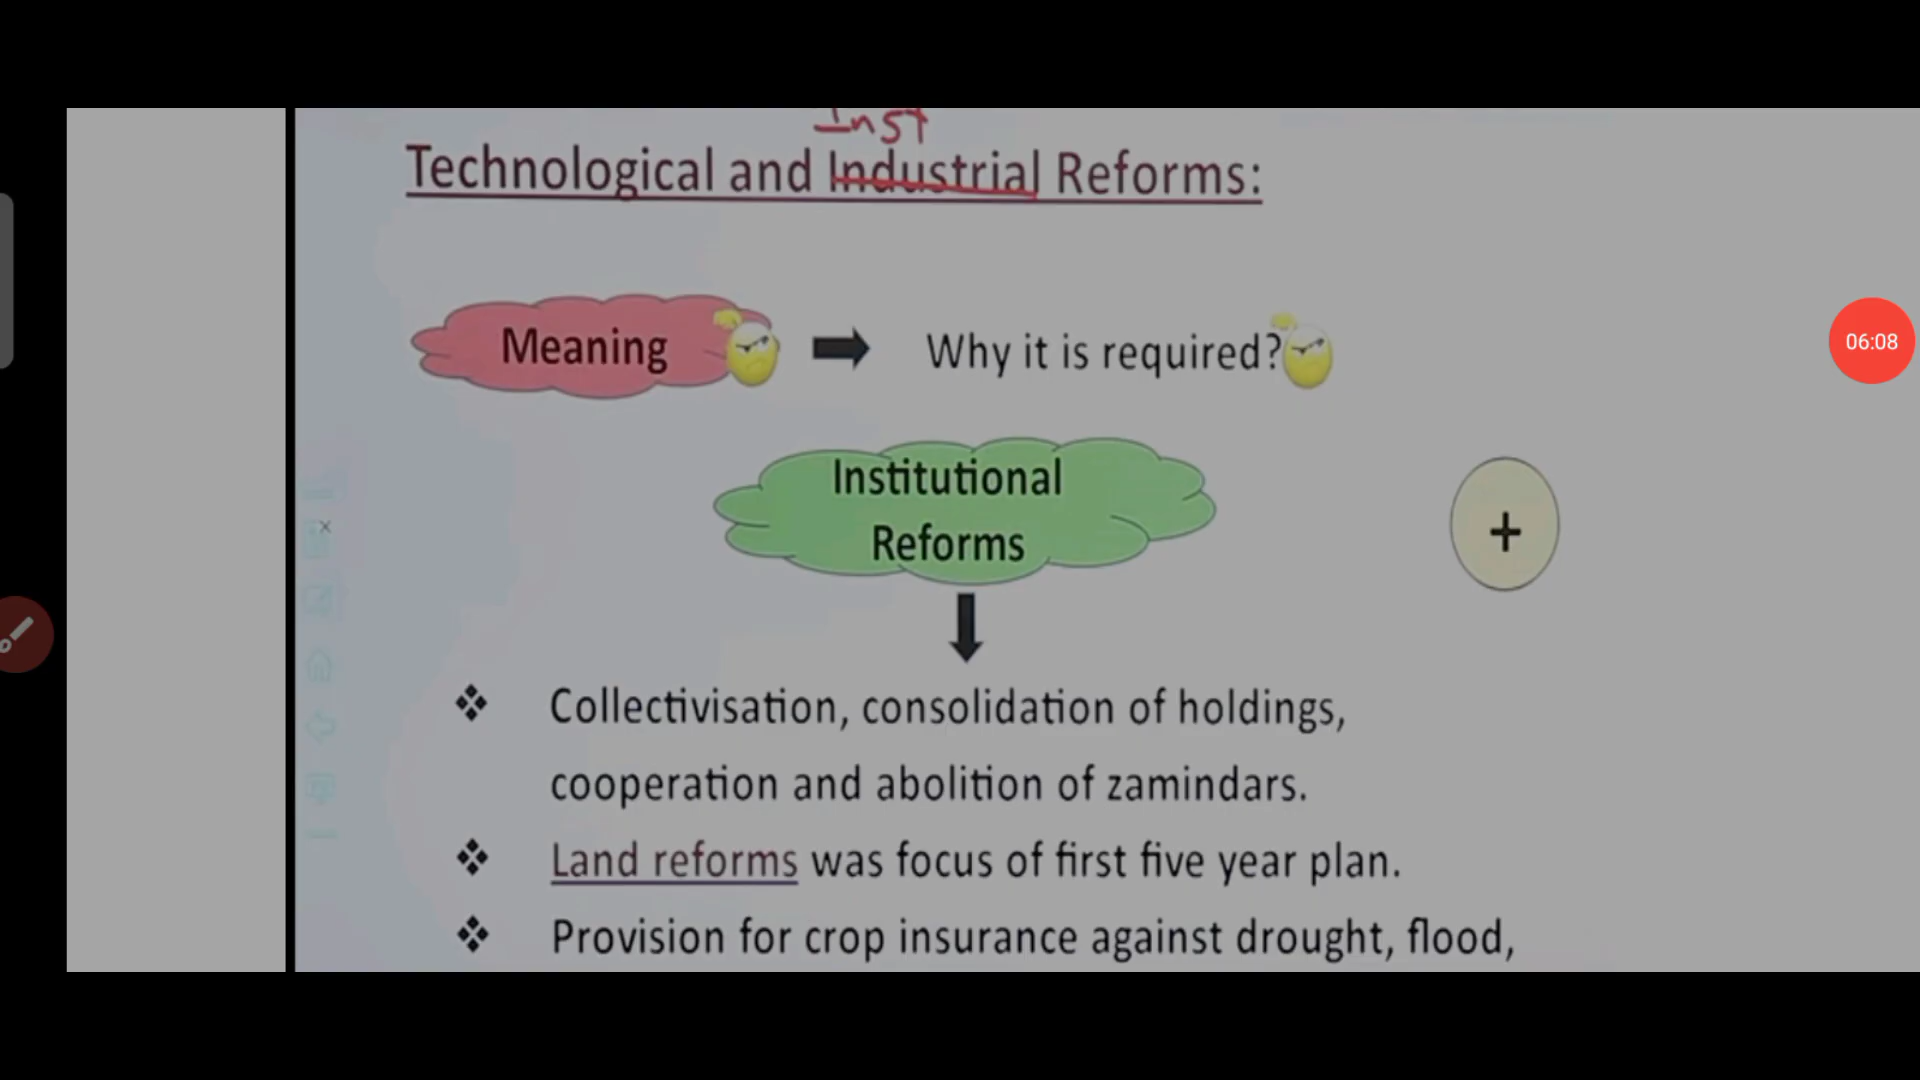 Inst
Technological and Industrial Reforms:
Meaning
Why it is required?
Institutional
Reforms
+
❖ Collectivisation, consolidation of holdings,
cooperation and abolition of zamindars.
❖ Land reforms was focus of first five year plan.
❖ Provision for crop insurance against drought, flood,
06:08